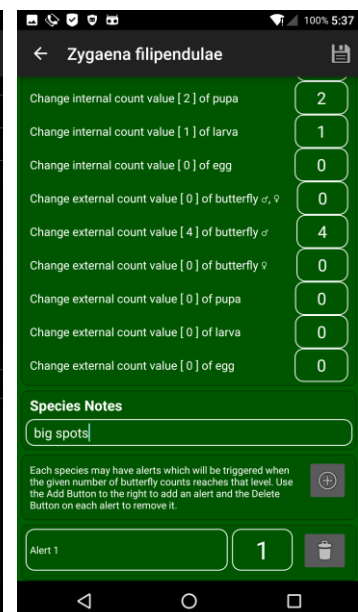 100% 5:37
Zygaena filipendulae
Change internal count value [ 2 ] of pupa 2
Change internal count value [ 1 ] of larva 1
Change internal count value [ 0 ] of egg 0
Change external count value [ 0 ] of butterfly ♂, ♀ 0
Change external count value [ 4 ] of butterfly ♂ 4
Change external count value [ 0 ] of butterfly ♀ 0
Change external count value [ 0 ] of pupa 0
Change external count value [ 0 ] of larva 0
Change external count value [ 0 ] of egg 0
Species Notes
big spots
Each species may have alerts which will be triggered when
the given number of butterfly counts reaches that level. Use
the Add Button to the right to add an alert and the Delete
Button on each alert to remove it.
Alert 1 1